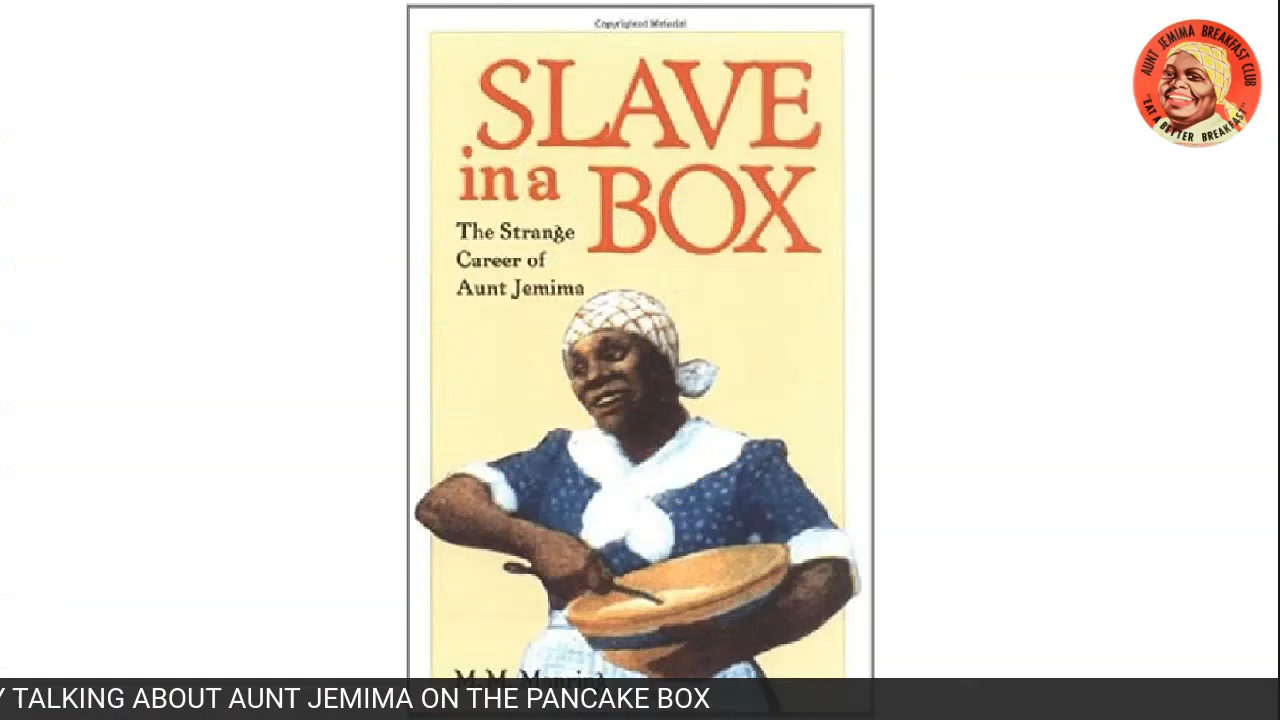 Copyrighted Material
SLAVE
in a BOX
The Strange
Career of
Aunt Jemima
AUNT JEMIMA BREAKFAST CLUB
"EAT A BETTER BREAKFAST"
M. M.
Y TALKING ABOUT AUNT JEMIMA ON THE PANCAKE BOX